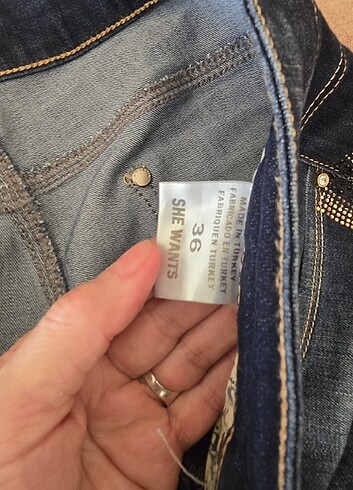 MADE IN TURKEY
FABRICADO EN TURKEY
FABRIQUEN TURKEY
36
SHE WANTS